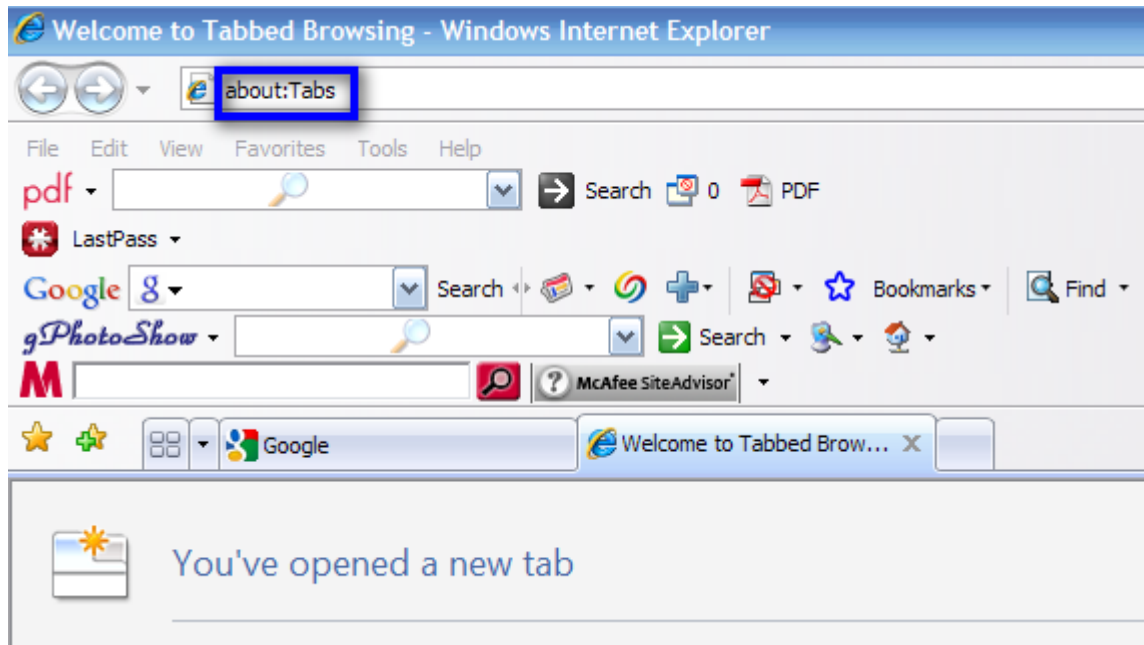 Welcome to Tabbed Browsing - Windows Internet Explorer
about:Tabs
File Edit View Favorites Tools Help
pdf Search 0 PDF
LastPass
Google g Search Bookmarks Find
gPhotoShow Search
M ? McAfee SiteAdvisor
Google Welcome to Tabbed Brow... X
You've opened a new tab